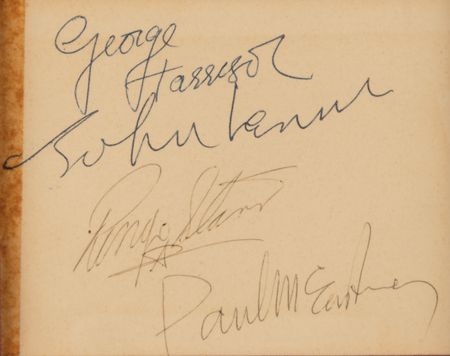 George
Harrison
John Lennon
Ringo Starr
Paul McCartney